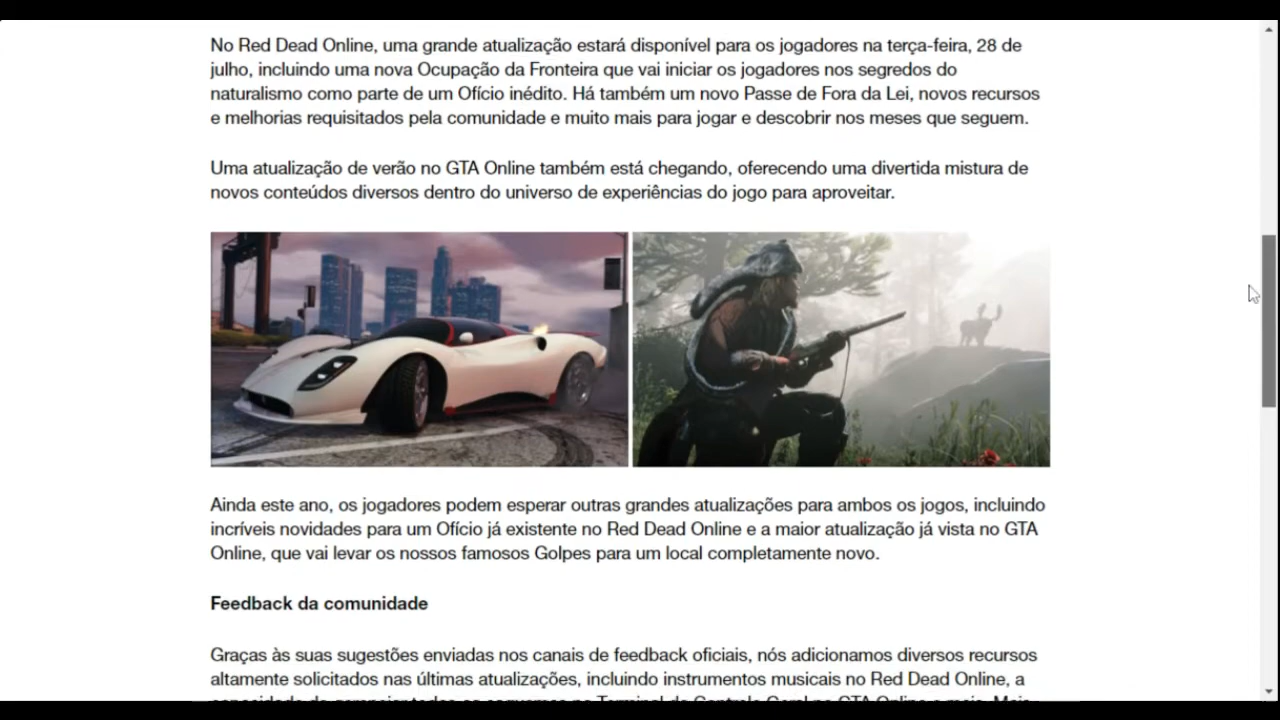 No Red Dead Online, uma grande atualização estará disponível para os jogadores na terça-feira, 28 de
julho, incluindo uma nova Ocupação da Fronteira que vai iniciar os jogadores nos segredos do
naturalismo como parte de um Ofício inédito. Há também um novo Passe de Fora da Lei, novos recursos
e melhorias requisitados pela comunidade e muito mais para jogar e descobrir nos meses que seguem.
Uma atualização de verão no GTA Online também está chegando, oferecendo uma divertida mistura de
novos conteúdos diversos dentro do universo de experiências do jogo para aproveitar.
Ainda este ano, os jogadores podem esperar outras grandes atualizações para ambos os jogos, incluindo
incríveis novidades para um Ofício já existente no Red Dead Online e a maior atualização já vista no GTA
Online, que vai levar os nossos famosos Golpes para um local completamente novo.
Feedback da comunidade
Graças às suas sugestões enviadas nos canais de feedback oficiais, nós adicionamos diversos recursos
altamente solicitados nas últimas atualizações, incluindo instrumentos musicais no Red Dead Online, a